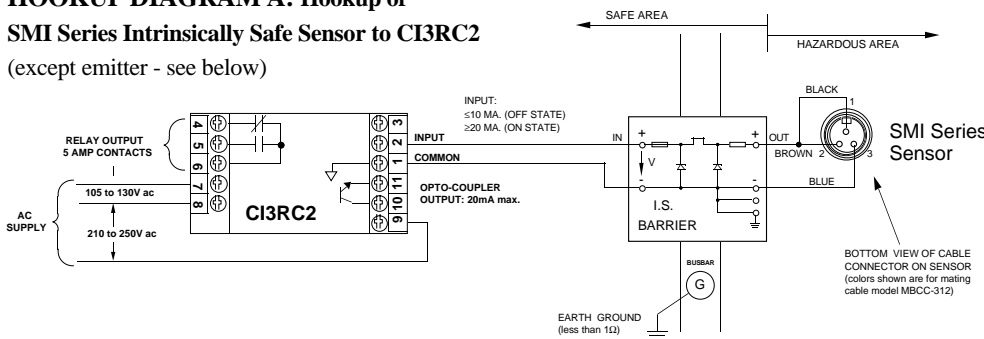 HOOKUP DIAGRAM A: Hookup of
SMI Series Intrinsically Safe Sensor to CI3RC2
(except emitter - see below)
SAFE AREA
HAZARDOUS AREA
RELAY OUTPUT
5 AMP CONTACTS
AC
SUPPLY
105 to 130V ac
210 to 250V ac
4
5
6
7
8
CI3RC2
3
2
1
11
10
9
INPUT
COMMON
OPTO-COUPLER
OUTPUT: 20mA max.
INPUT:
≤10 MA. (OFF STATE)
≥20 MA. (ON STATE)
IN
+
V
-
+
-
I.S.
BARRIER
OUT
BLACK
BROWN
BLUE
1
2
3
SMI Series
Sensor
BUSBAR
G
EARTH GROUND
(less than 1Ω)
BOTTOM VIEW OF CABLE
CONNECTOR ON SENSOR
(colors shown are for mating
cable model MBCC-312)